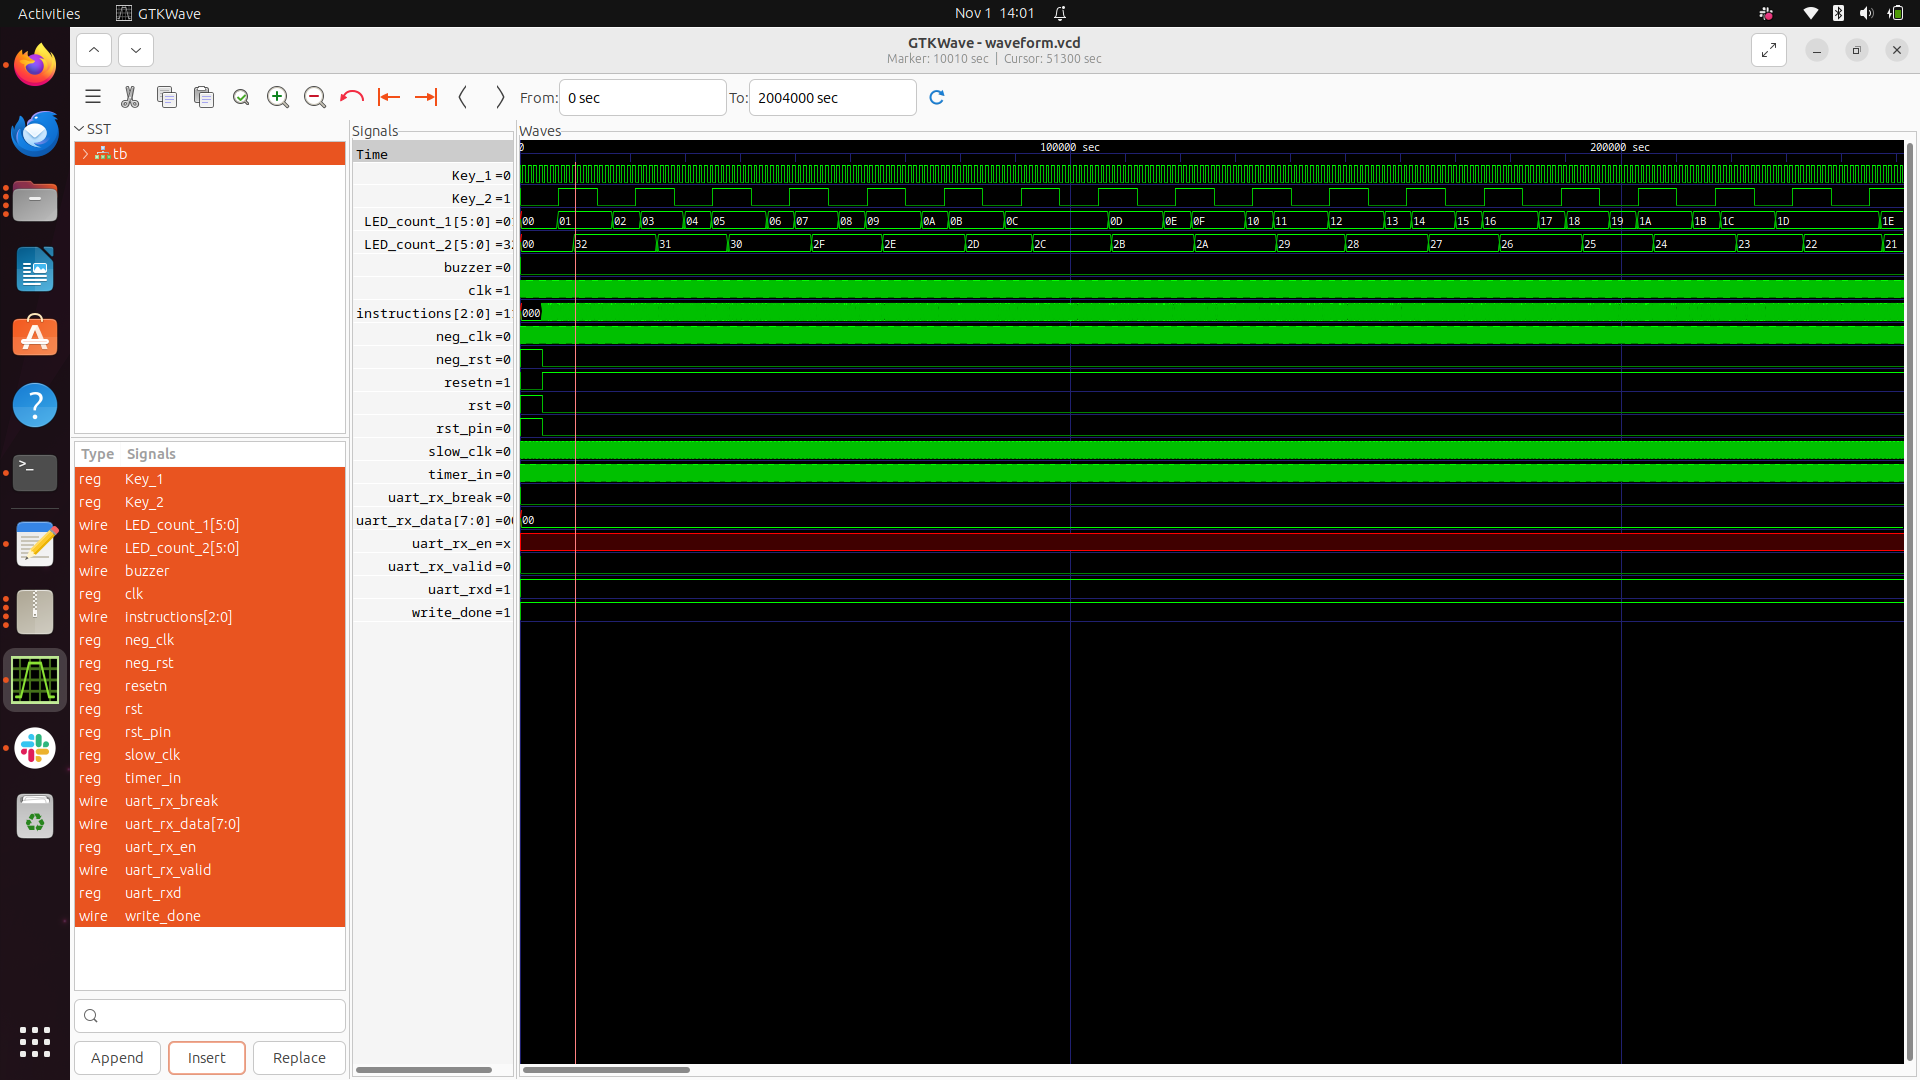 Activities GTKWave Nov 1 14:01
GTKWave - waveform.vcd
Marker: 10010 sec | Cursor: 51300 sec
From: 0 sec To: 2004000 sec
SST
tb
Type Signals
reg Key_1
reg Key_2
wire LED_count_1[5:0]
wire LED_count_2[5:0]
wire buzzer
reg clk
wire instructions[2:0]
reg neg_clk
reg neg_rst
reg resetn
reg rst
reg rst_pin
reg slow_clk
reg timer_in
wire uart_rx_break
wire uart_rx_data[7:0]
reg uart_rx_en
wire uart_rx_valid
reg uart_rxd
wire write_done
Append Insert Replace
Signals
Time
Key_1 =0
Key_2 =1
LED_count_1[5:0] =0
LED_count_2[5:0] =3
buzzer =0
clk =1
instructions[2:0] =1
neg_clk =0
neg_rst =0
resetn =1
rst =0
rst_pin =0
slow_clk =0
timer_in =0
uart_rx_break =0
uart_rx_data[7:0] =0
uart_rx_en =x
uart_rx_valid =0
uart_rxd =1
write_done =1
Waves
0 100000 sec 200000 sec
00 01 02 03 04 05 06 07 08 09 0A 0B 0C 0D 0E 0F 10 11 12 13 14 15 16 17 18 19 1A 1B 1C 1D 1E
00 32 31 30 2F 2E 2D 2C 2B 2A 29 28 27 26 25 24 23 22 21
000
00